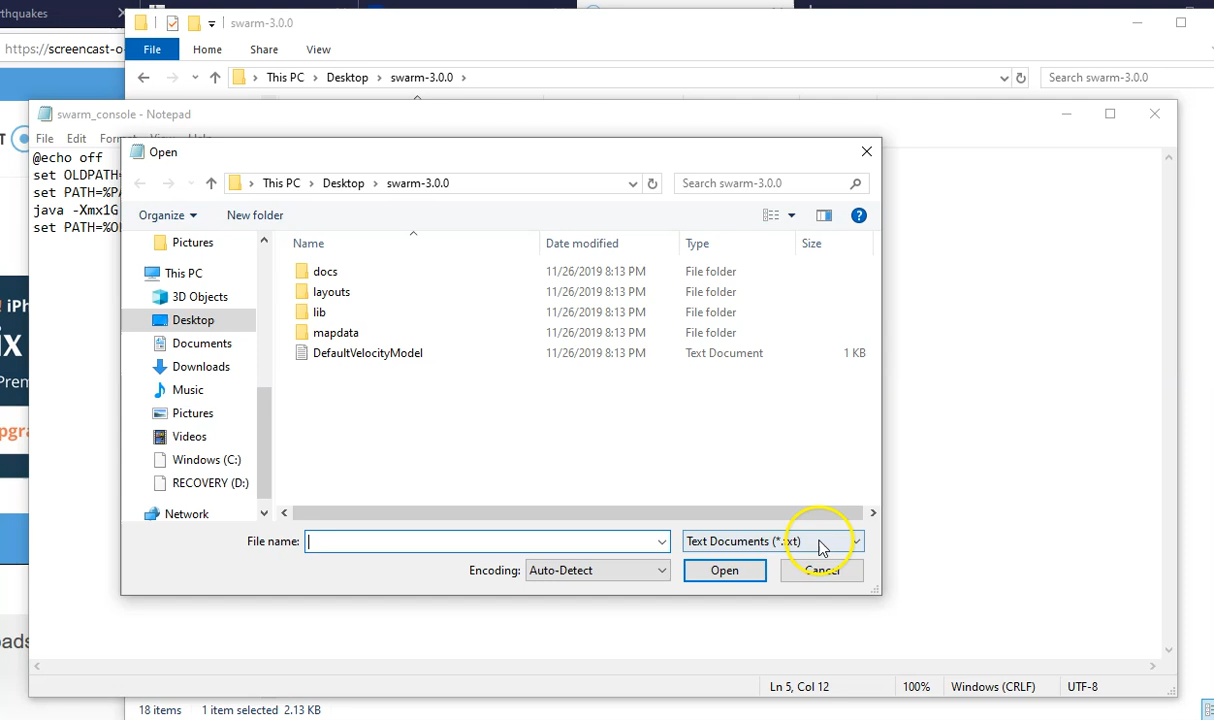 rthquakes
swarm-3.0.0
https://screencast-o
File
Home
Share
View
This PC
Desktop
swarm-3.0.0
Search swarm-3.0.0
swarm_console - Notepad
File
Edit
@echo off
set OLDPATH=
set PATH=%PA
java -Xmx1G
set PATH=%O
Open
This PC
Desktop
swarm-3.0.0
Search swarm-3.0.0
Organize
New folder
Name
Date modified
Type
Size
Pictures
This PC
3D Objects
Desktop
Documents
Downloads
Music
Pictures
Videos
Windows (C:)
RECOVERY (D:)
Network
docs 11/26/2019 8:13 PM File folder
layouts 11/26/2019 8:13 PM File folder
lib 11/26/2019 8:13 PM File folder
mapdata 11/26/2019 8:13 PM File folder
DefaultVelocityModel 11/26/2019 8:13 PM Text Document 1 KB
File name:
Text Documents (*.txt)
Encoding:
Auto-Detect
Open
Cancel
T
! iPh
ix
Prem
pgra
oads
Ln 5, Col 12
100%
Windows (CRLF)
UTF-8
18 items
1 item selected 2.13 KB